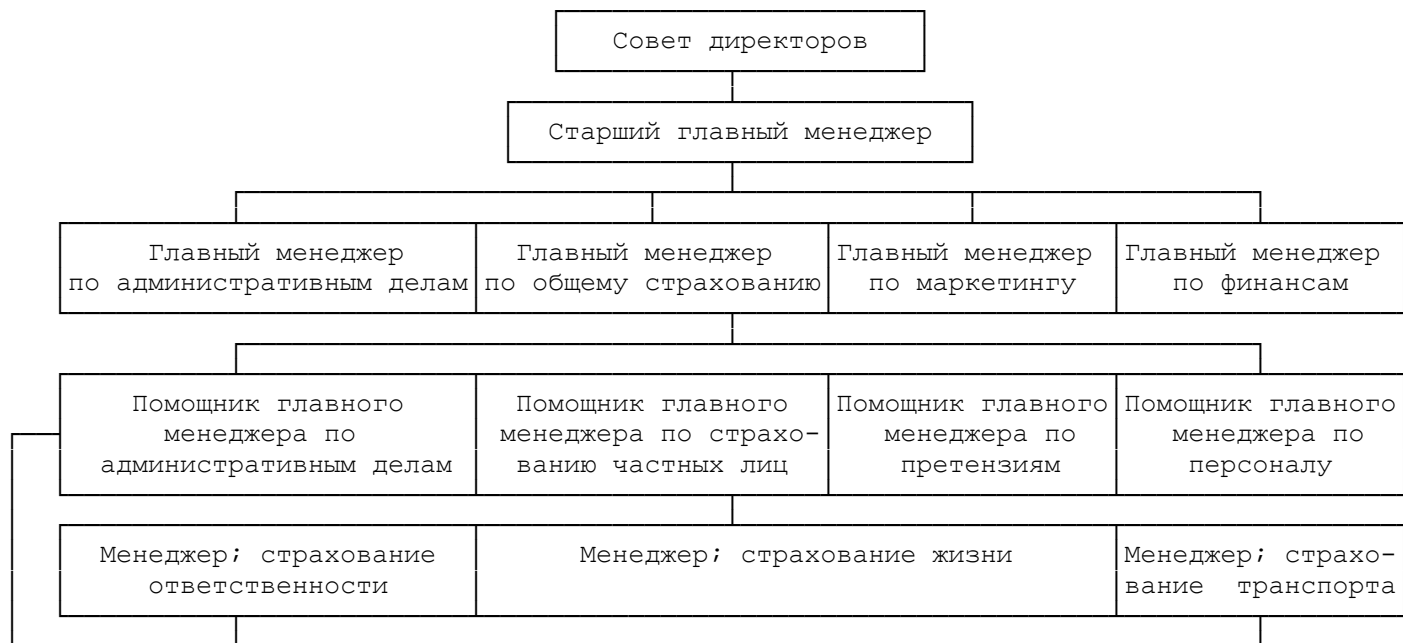 Совет директоров
Старший главный менеджер
Главный менеджер
по административным делам
Главный менеджер
по общему страхованию
Главный менеджер
по маркетингу
Главный менеджер
по финансам
Помощник главного
менеджера по
административным делам
Помощник главного
менеджера по страхо-
ванию частных лиц
Помощник главного
менеджера по
претензиям
Помощник главного
менеджера по
персоналу
Менеджер; страхование
ответственности
Менеджер; страхование жизни
Менеджер; страхо-
вание транспорта